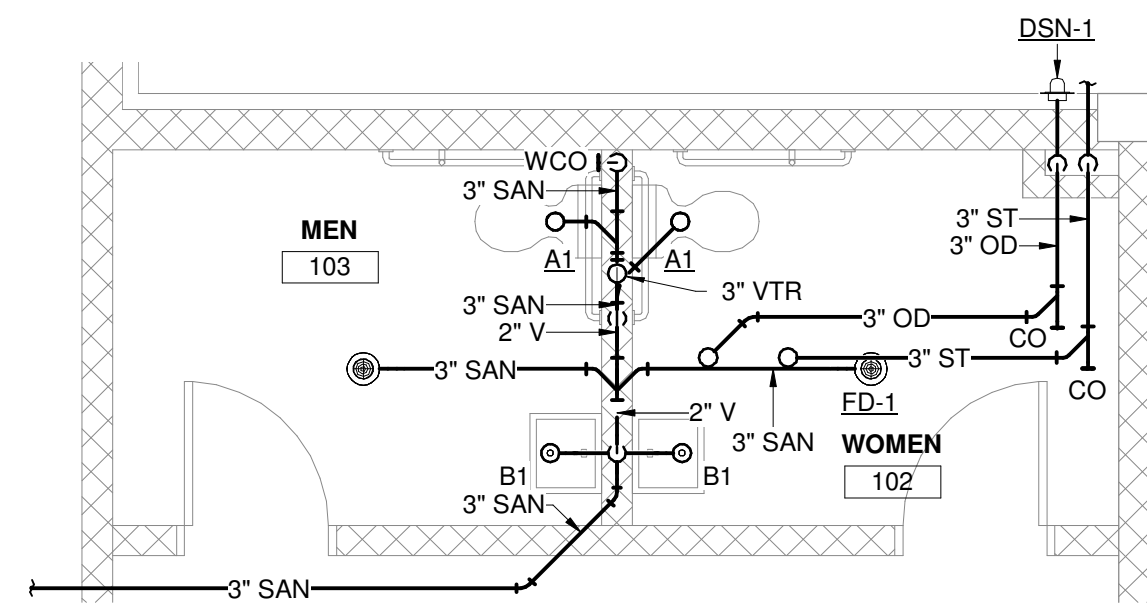 DSN-1
WCO
3" SAN
MEN
103
A1
A1
3" ST
3" OD
3" VTR
3" SAN
2" V
3" OD
CO
3" SAN
3" ST
CO
FD-1
2" V
3" SAN
WOMEN
102
B1
B1
3" SAN
3" SAN